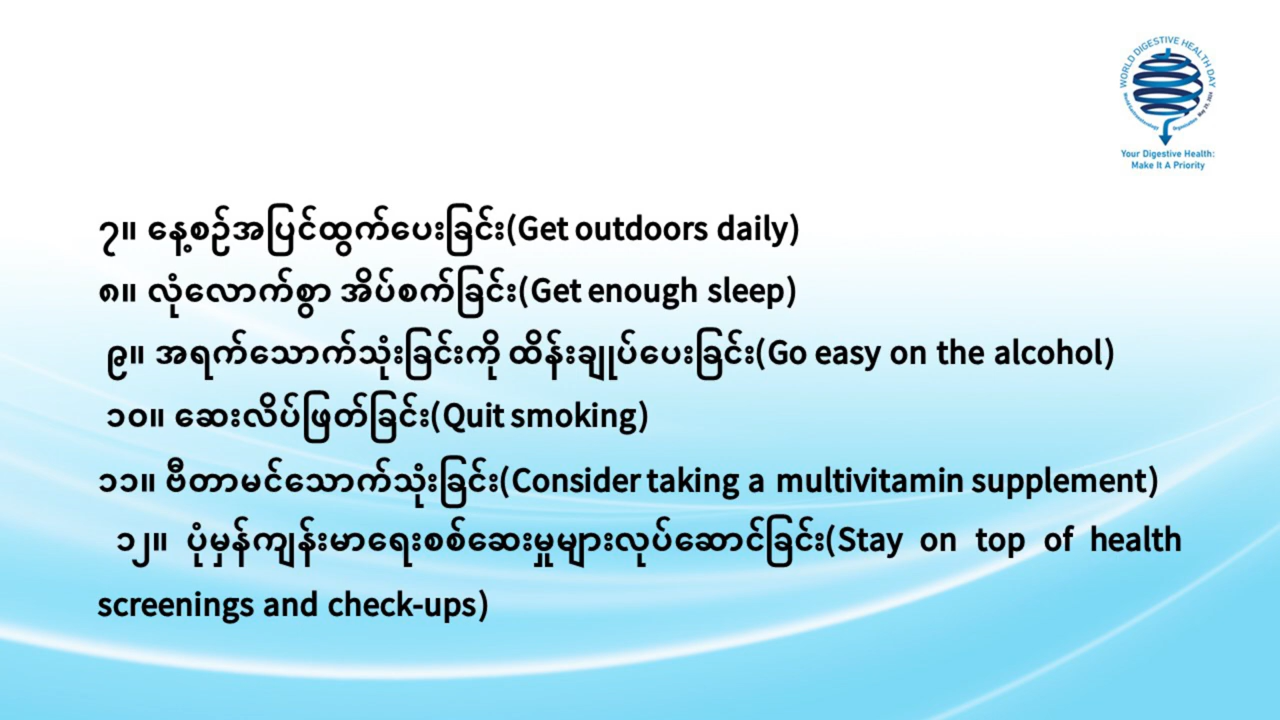 WORLD DIGESTIVE HEALTH DAY
World Gastroenterology Organisation May 29, 2024
Your Digestive Health:
Make It A Priority
၇။ နေ့စဉ်အပြင်ထွက်ပေးခြင်း(Get outdoors daily)
၈။ လုံလောက်စွာ အိပ်စက်ခြင်း(Get enough sleep)
၉။ အရက်သောက်သုံးခြင်းကို ထိန်းချုပ်ပေးခြင်း(Go easy on the alcohol)
၁၀။ ဆေးလိပ်ဖြတ်ခြင်း(Quit smoking)
၁၁။ ဗီတာမင်သောက်သုံးခြင်း(Consider taking a multivitamin supplement)
၁၂။ ပုံမှန်ကျန်းမာရေးစစ်ဆေးမှုများလုပ်ဆောင်ခြင်း(Stay on top of health
screenings and check-ups)